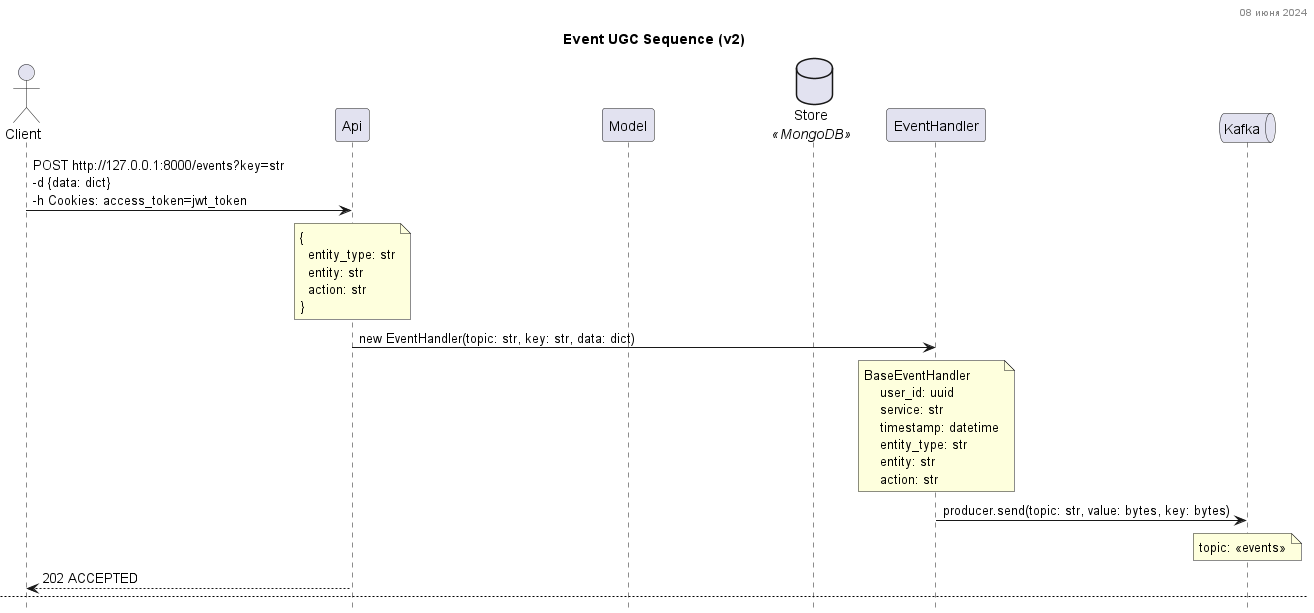 08 июня 2024
Event UGC Sequence (v2)
Client
Api
Model
Store
«MongoDB»
EventHandler
Kafka
POST http://127.0.0.1:8000/events?key=str
-d {data: dict}
-h Cookies: access_token=jwt_token
{
entity_type: str
entity: str
action: str
}
new EventHandler(topic: str, key: str, data: dict)
BaseEventHandler
user_id: uuid
service: str
timestamp: datetime
entity_type: str
entity: str
action: str
producer.send(topic: str, value: bytes, key: bytes)
topic: «events»
202 ACCEPTED